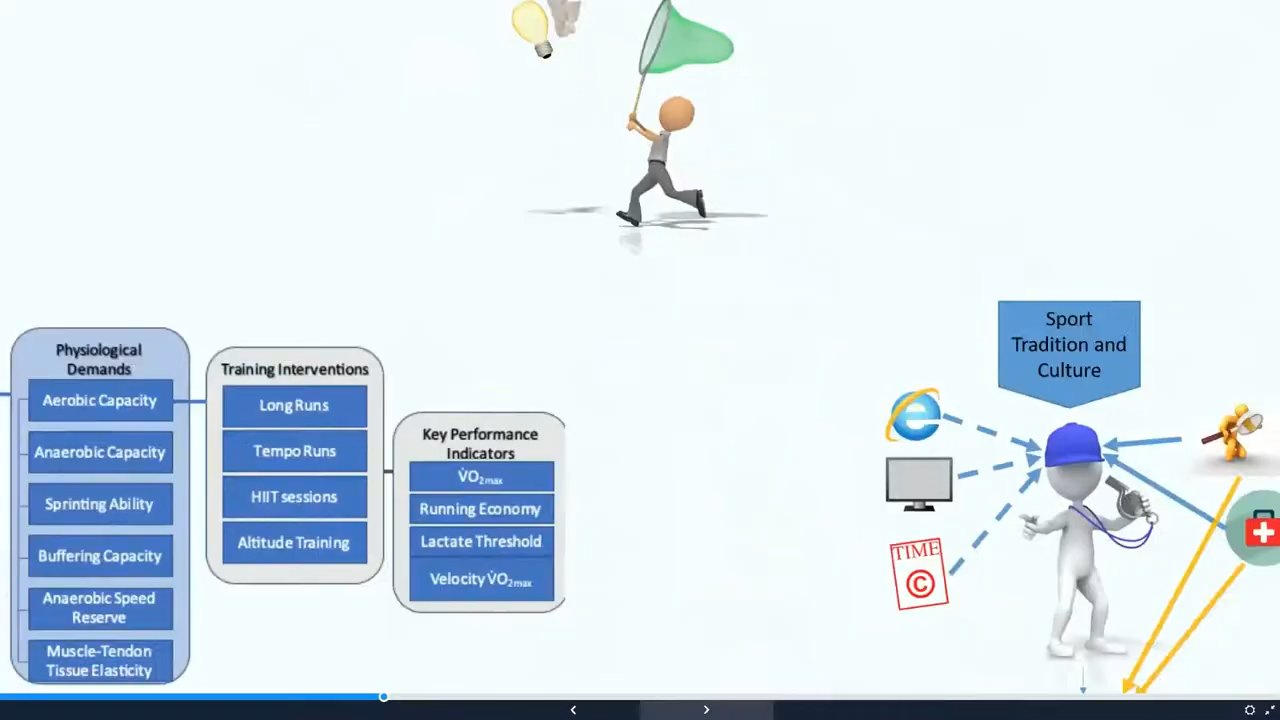 Physiological
Demands
Aerobic Capacity
Anaerobic Capacity
Sprinting Ability
Buffering Capacity
Anaerobic Speed
Reserve
Muscle-Tendon
Tissue Elasticity
Training Interventions
Long Runs
Tempo Runs
HIIT sessions
Altitude Training
Key Performance
Indicators
V̇O2max
Running Economy
Lactate Threshold
Velocity V̇O2max
Sport
Tradition and
Culture
TIME
©